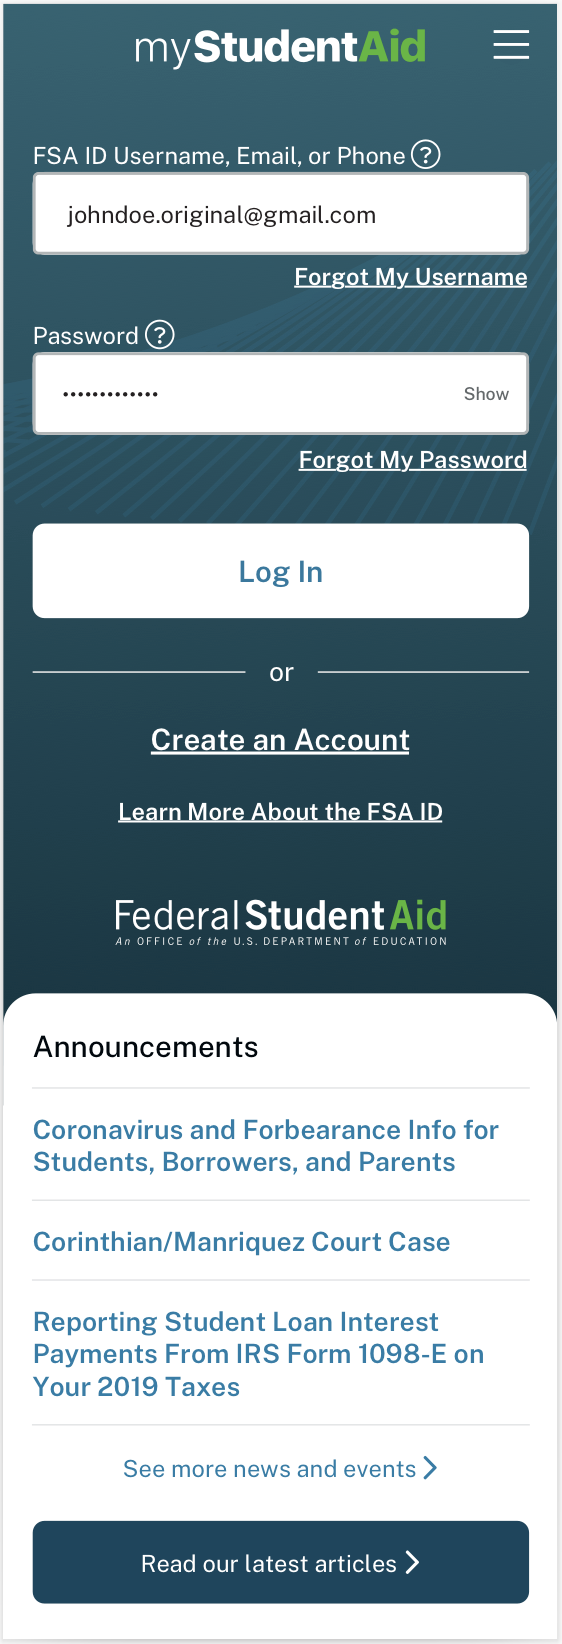 myStudentAid
FSA ID Username, Email, or Phone ?
johndoe.original@gmail.com
Forgot My Username
Password ?
•••••••••••••
Show
Forgot My Password
Log In
or
Create an Account
Learn More About the FSA ID
Federal Student Aid
An OFFICE of the U.S. DEPARTMENT of EDUCATION
Announcements
Coronavirus and Forbearance Info for
Students, Borrowers, and Parents
Corinthian/Manriquez Court Case
Reporting Student Loan Interest
Payments From IRS Form 1098-E on
Your 2019 Taxes
See more news and events
Read our latest articles